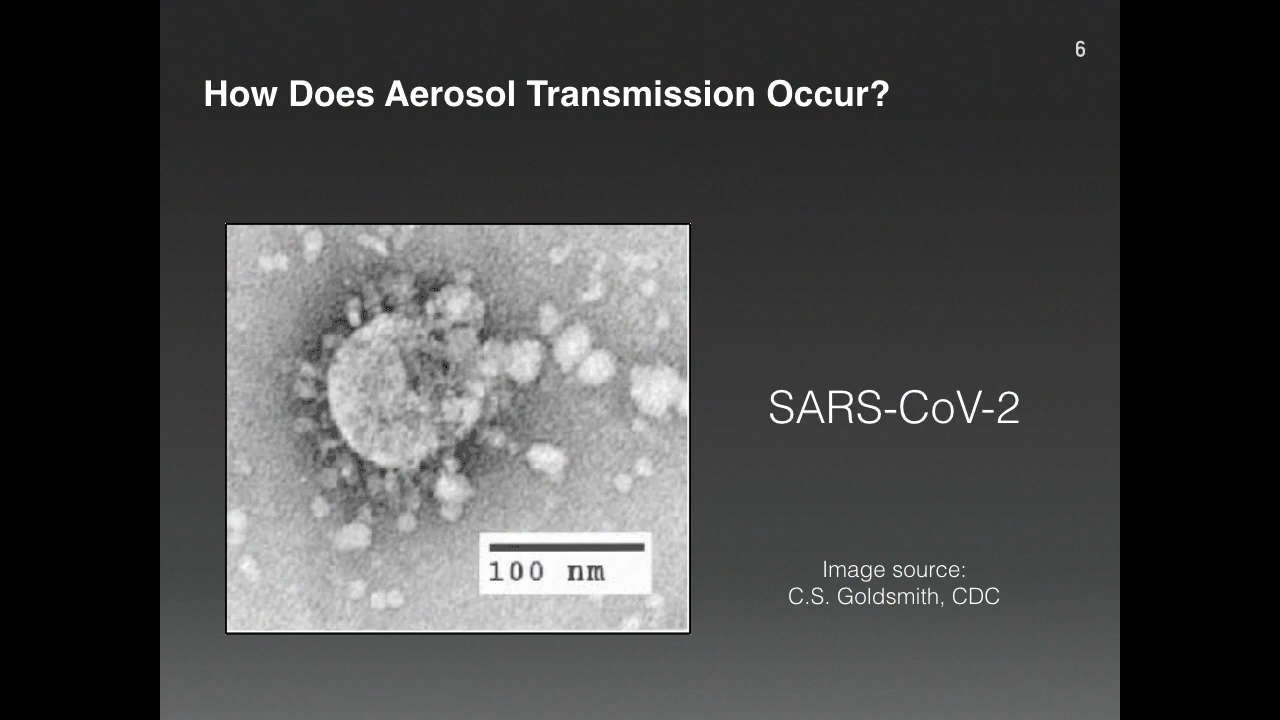 6
How Does Aerosol Transmission Occur?
SARS-CoV-2
100 nm
Image source:
C.S. Goldsmith, CDC